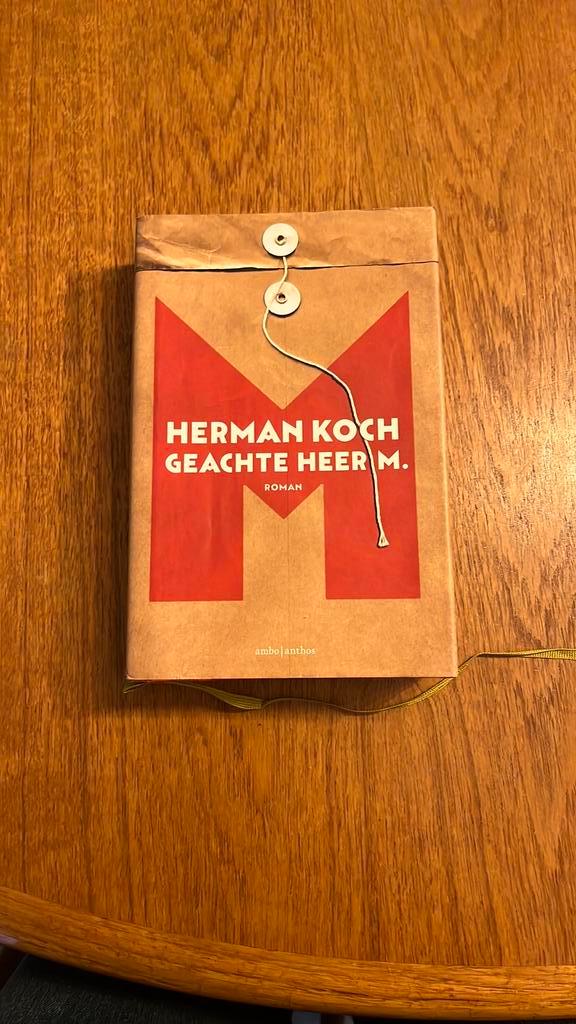 HERMAN KOCH
GEACHTE HEER M.
ROMAN
ambo|anthos